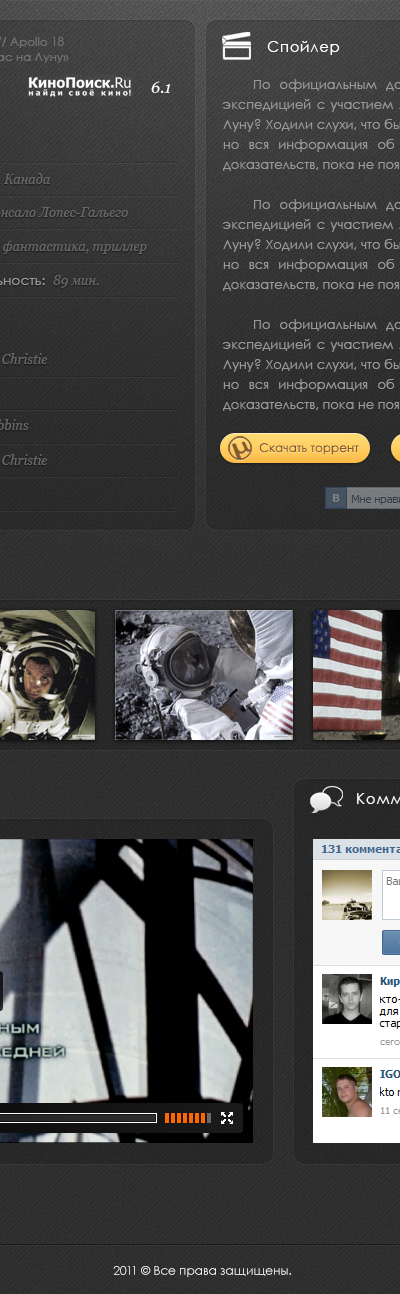 // Apollo 18
ас на Луну»
КиноПоиск.Ru
найди своё кино!
6.1
Канада
нсало Лопес-Гальего
фантастика, триллер
ьность: 89 мин.
Christie
bbins
Christie
Спойлер
По официальным да
экспедицией с участием
Луну? Ходили слухи, что бы
но вся информация об
доказательств, пока не поя
По официальным да
экспедицией с участием
Луну? Ходили слухи, что бы
но вся информация об
доказательств, пока не поя
По официальным да
экспедицией с участием
Луну? Ходили слухи, что бы
но вся информация об
доказательств, пока не поя
Скачать торрент
В Мне нрави
ным
едней
Комм
131 коммента
Ваш
Кир
кто-
для
стар
сего
IGO
kto
11 се
2011 © Все права защищены.